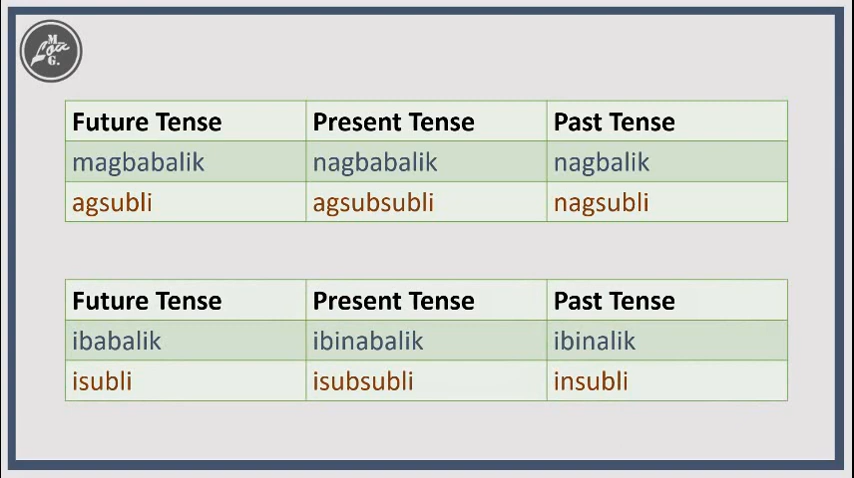 M
Loa
G.
Future Tense Present Tense Past Tense
magbabalik nagbabalik nagbalik
agsubli agsubsubli nagsubli
Future Tense Present Tense Past Tense
ibabalik ibinabalik ibinalik
isubli isubsubli insubli